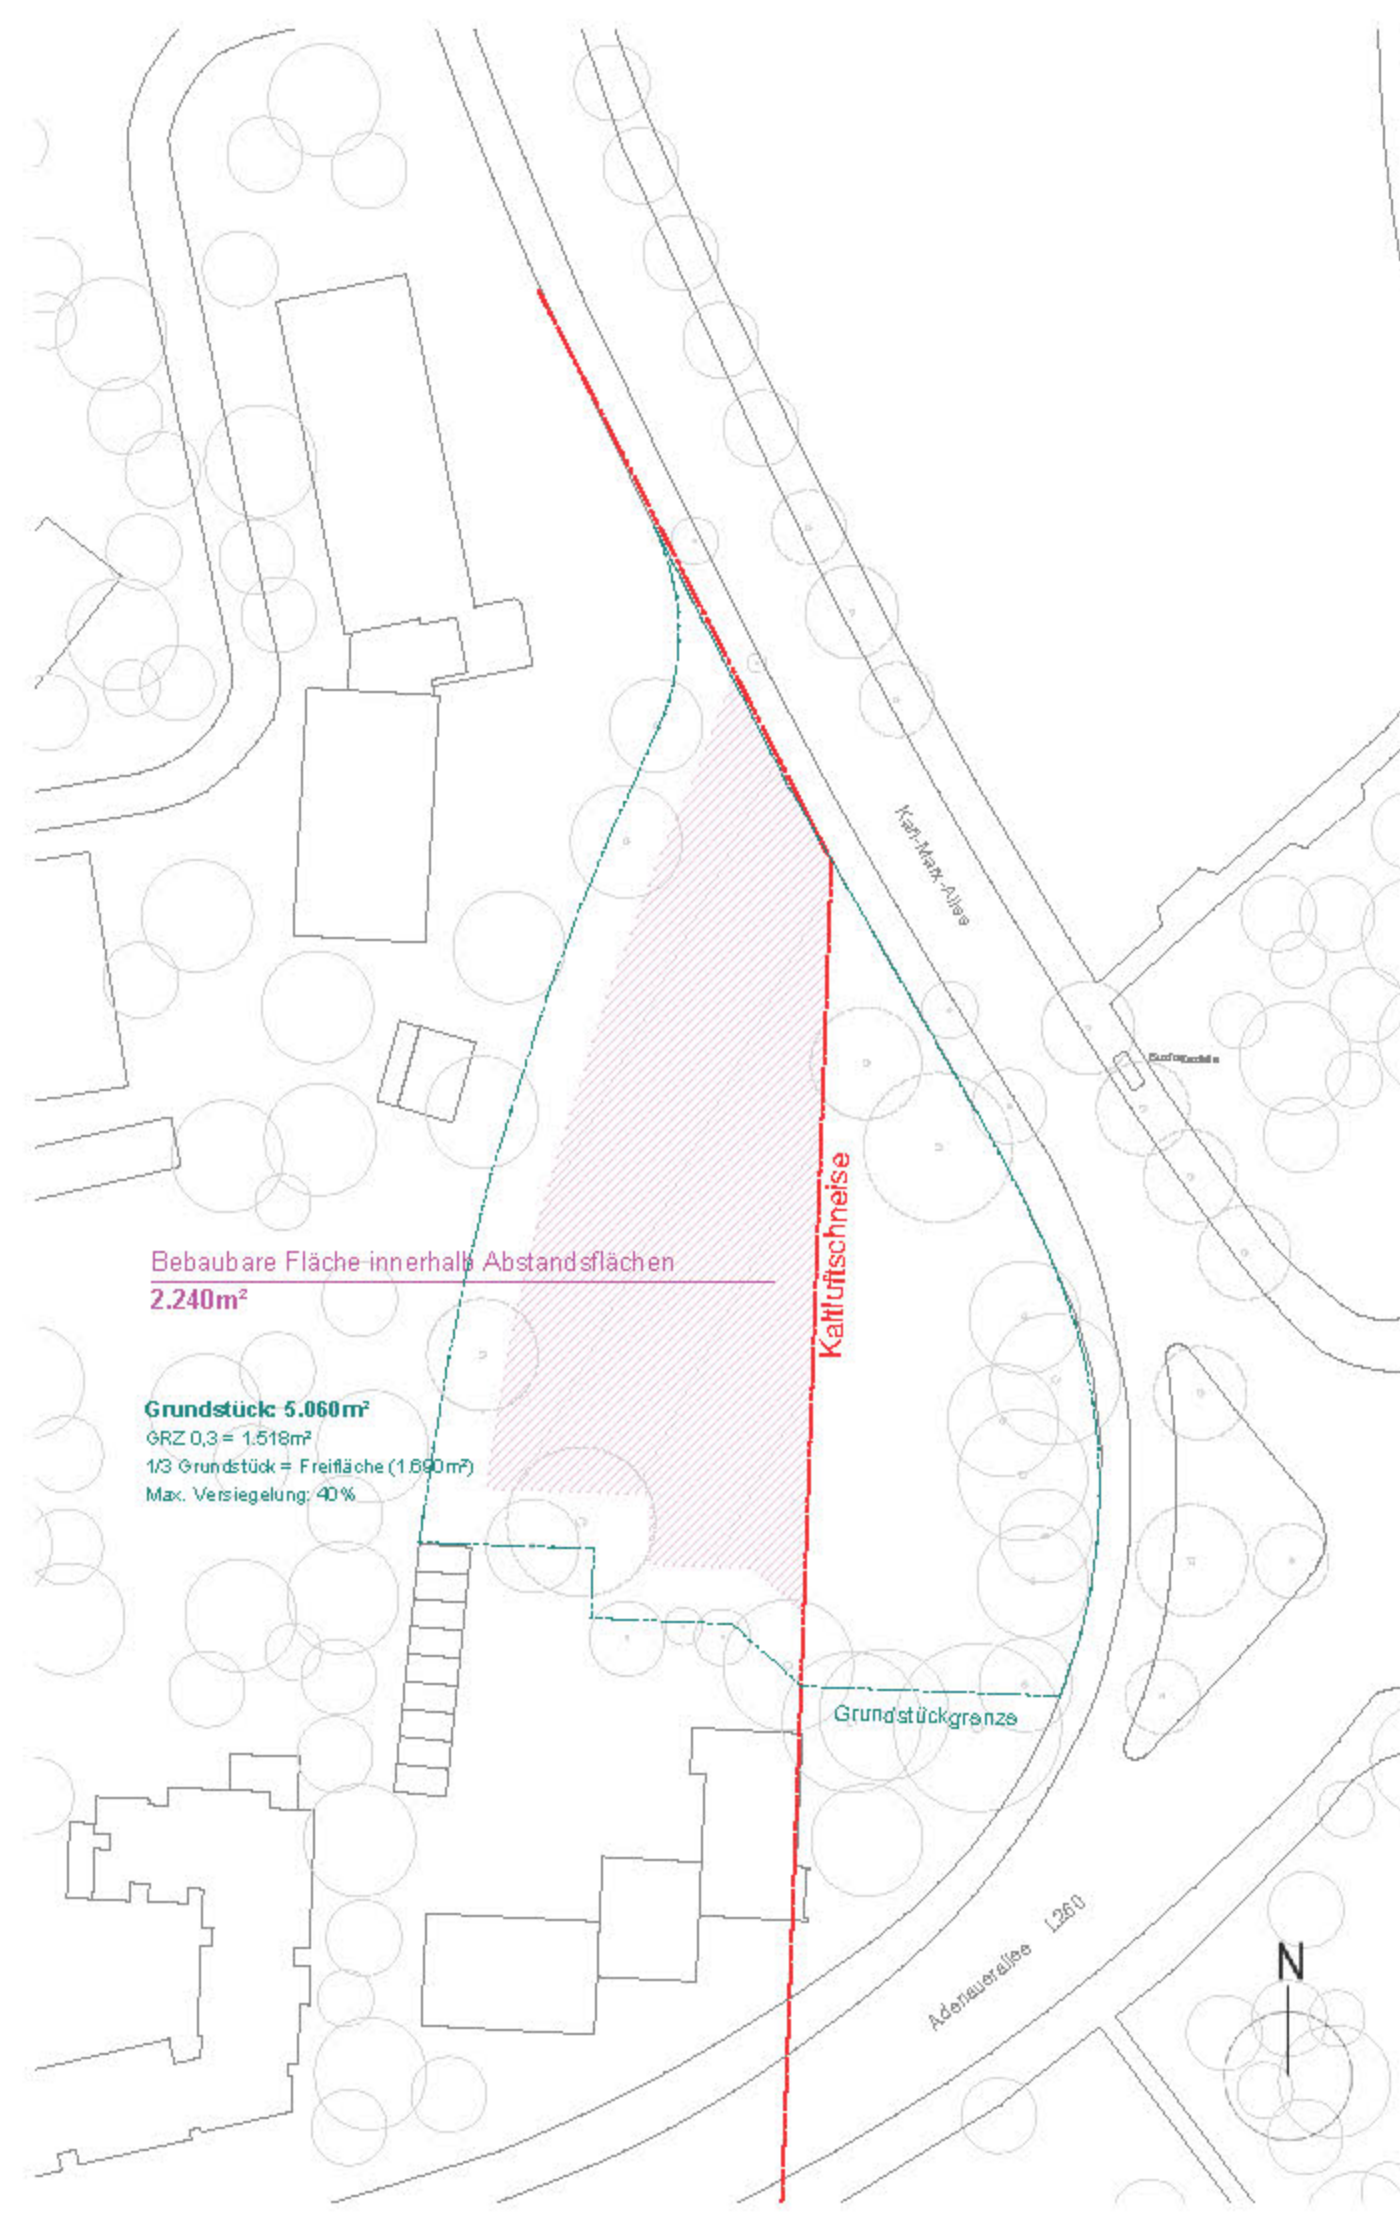 Karl-Marx-Allee
Kaltluftschneise
Bebaubare Fläche innerhalb Abstandsflächen
2.240m²
Grundstück: 5.060m²
GRZ 0,3 = 1.518m²
1/3 Grundstück = Freifläche (1.690m²)
Max. Versiegelung: 40%
Grundstückgrenze
Adenauerallee L260
N